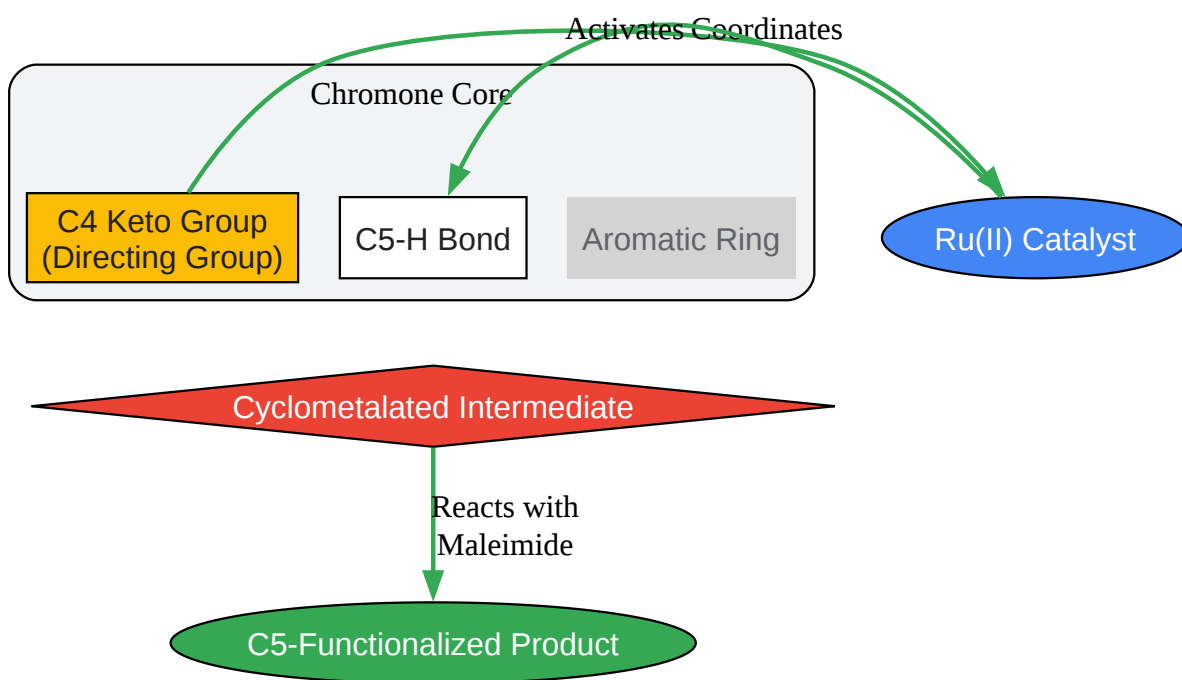 Activates Coordinates
Chromone Core
C4 Keto Group
(Directing Group)
C5-H Bond
Aromatic Ring
Ru(II) Catalyst
Cyclometalated Intermediate
Reacts with
Maleimide
C5-Functionalized Product